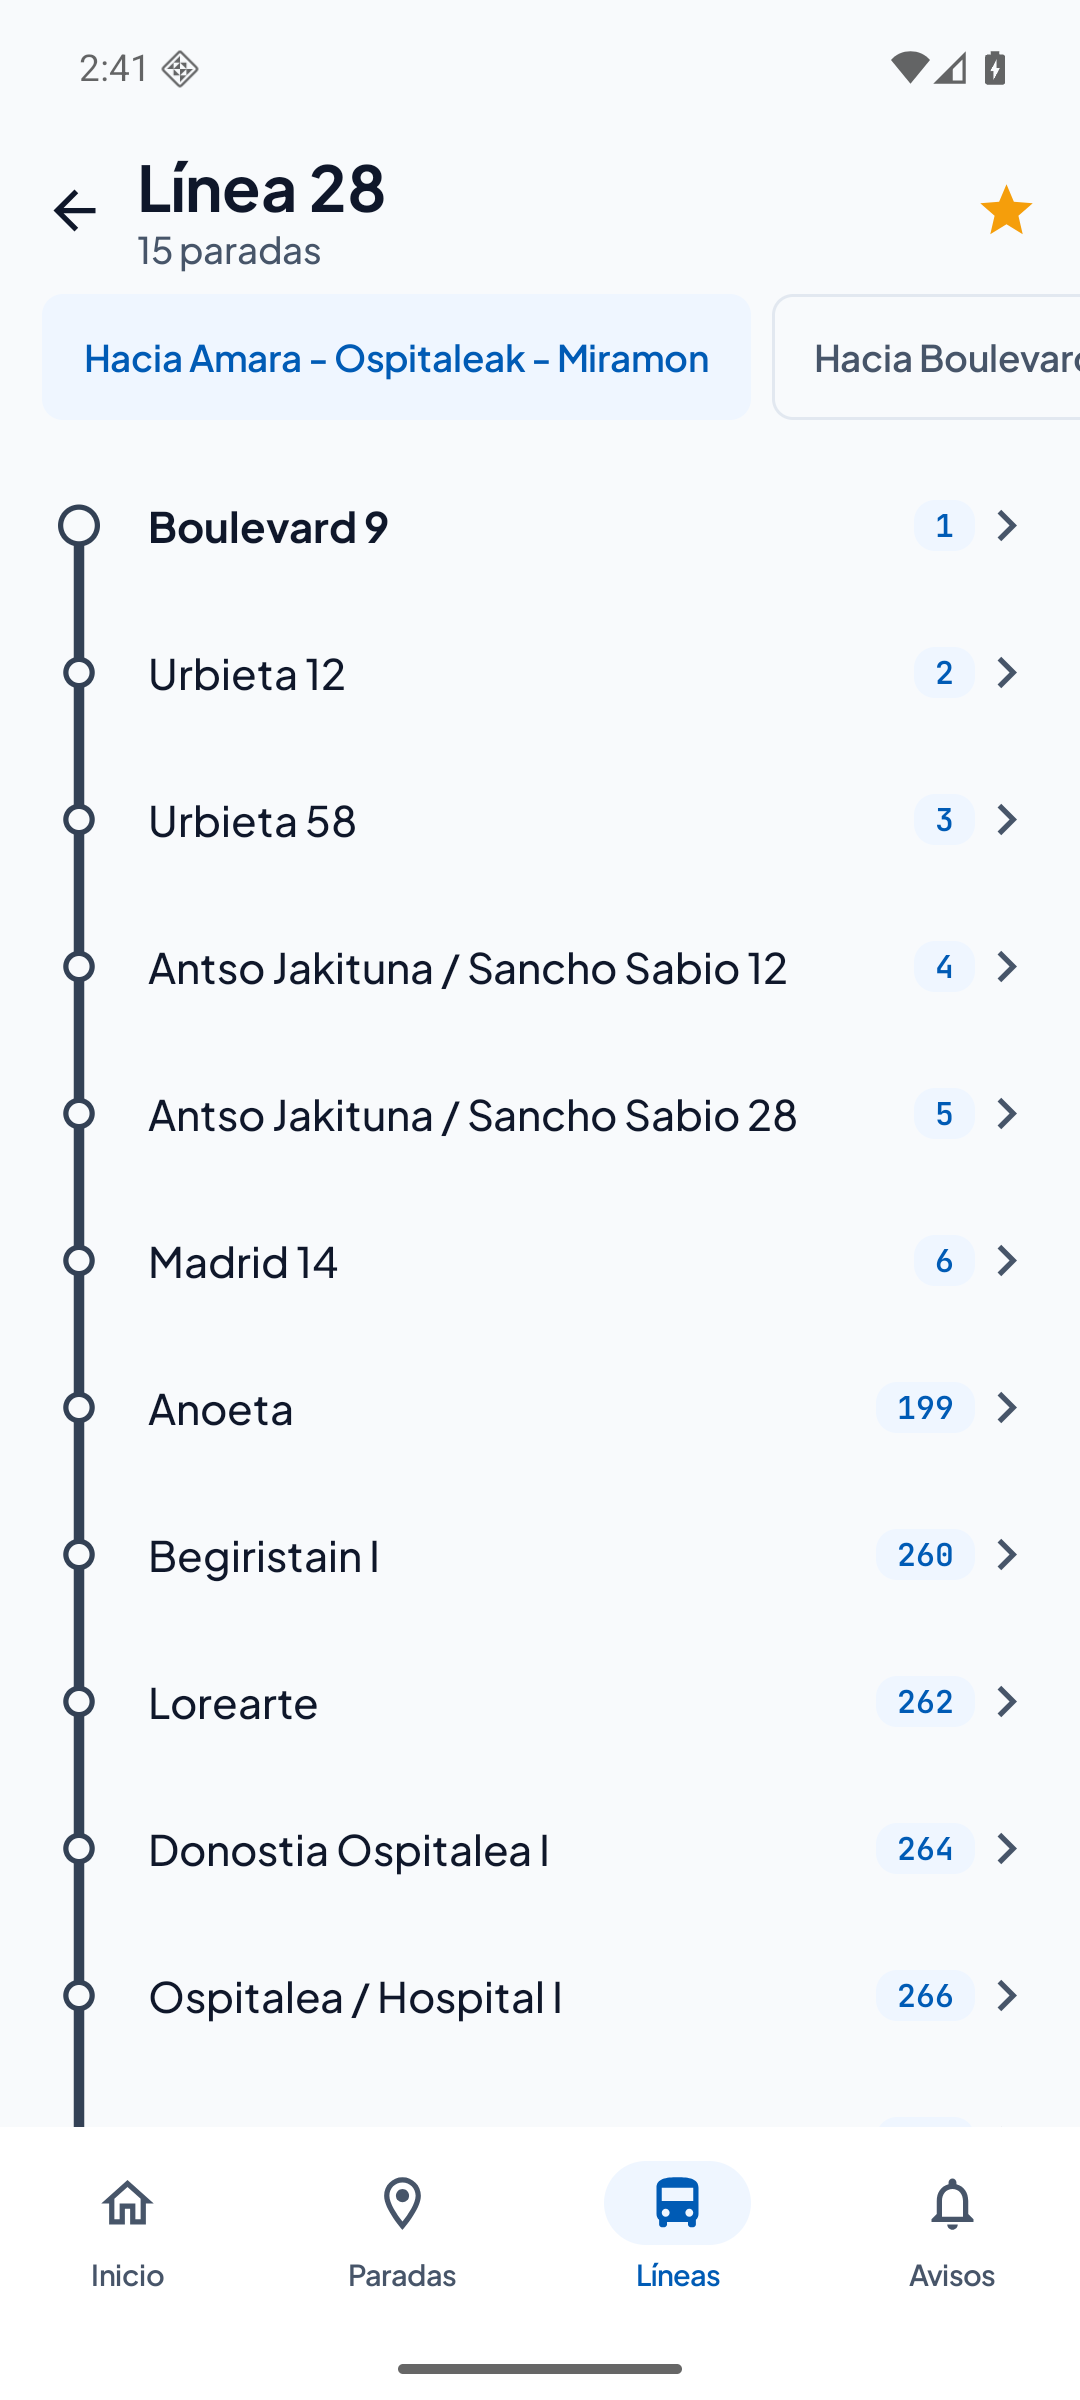 2:41
Línea 28
15 paradas
Hacia Amara - Ospitaleak - Miramon
Hacia
Boulevard 9
1
Urbieta 12
2
Urbieta 58
3
Antso Jakituna / Sancho Sabio 12
4
Antso Jakituna / Sancho Sabio 28
5
Madrid 14
6
Anoeta
199
Begiristain I
260
Lorearte
262
Donostia Ospitalea I
264
Ospitalea / Hospital I
266
Inicio
Paradas
Líneas
Avisos